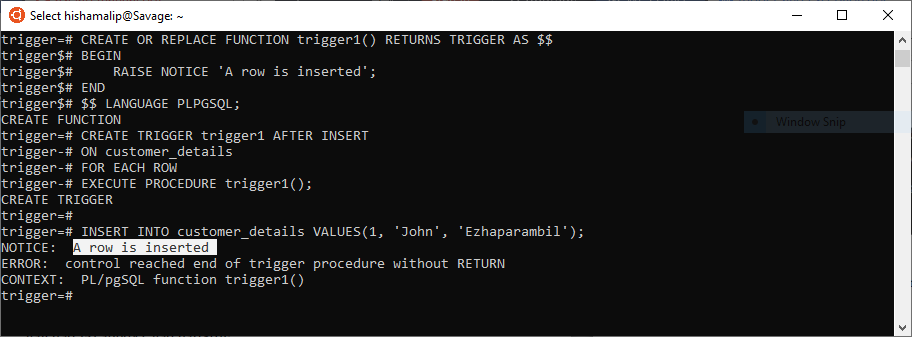 Select hishamalip@Savage: ~
trigger=# CREATE OR REPLACE FUNCTION trigger1() RETURNS TRIGGER AS $$
trigger$# BEGIN
trigger$#     RAISE NOTICE 'A row is inserted';
trigger$# END
trigger$# $$ LANGUAGE PLPGSQL;
CREATE FUNCTION
trigger=# CREATE TRIGGER trigger1 AFTER INSERT
trigger-# ON customer_details
trigger-# FOR EACH ROW
trigger-# EXECUTE PROCEDURE trigger1();
CREATE TRIGGER
trigger=#
trigger=# INSERT INTO customer_details VALUES(1, 'John', 'Ezhaparambil');
NOTICE:  A row is inserted
ERROR:  control reached end of trigger procedure without RETURN
CONTEXT:  PL/pgSQL function trigger1()
trigger=#
Window Snip